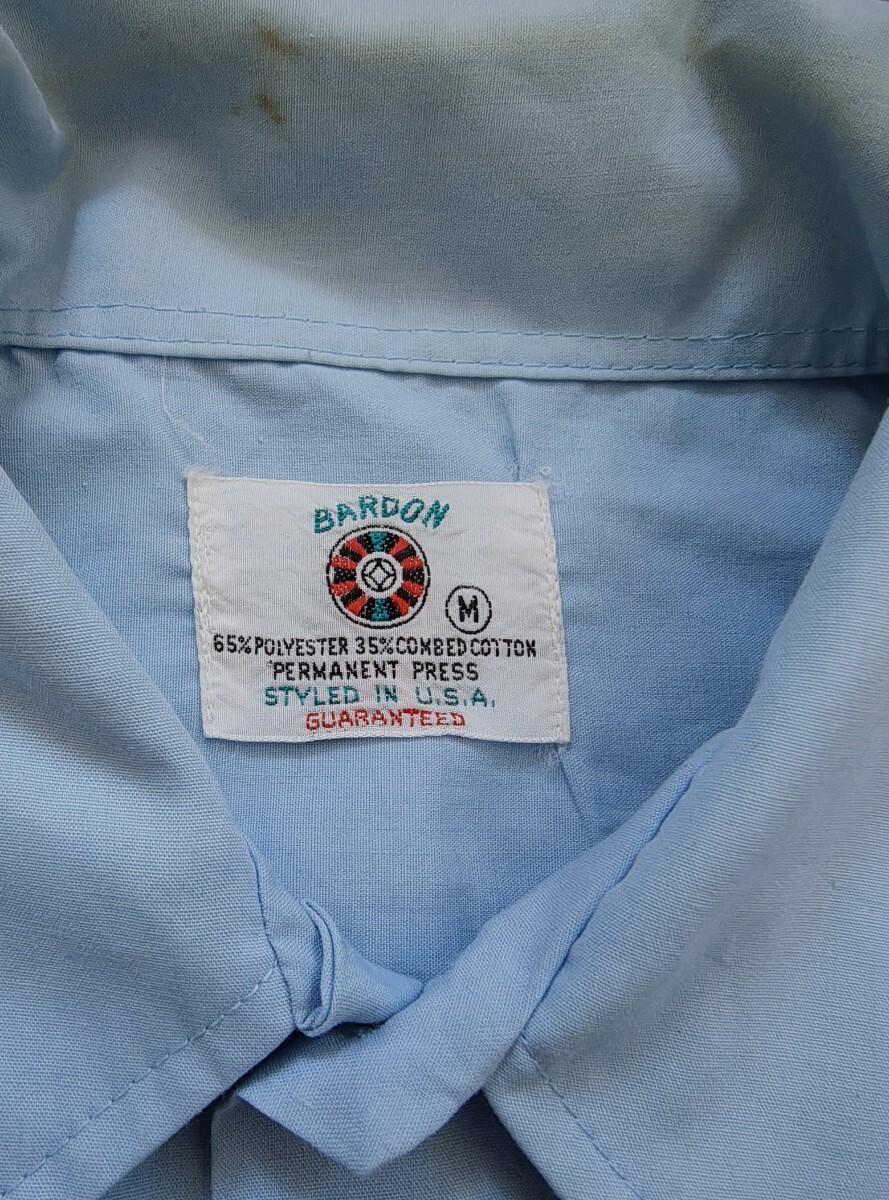 BARDON
M
65% POLYESTER 35% COMBED COTTON
PERMANENT PRESS
STYLED IN U.S.A.
GUARANTEED